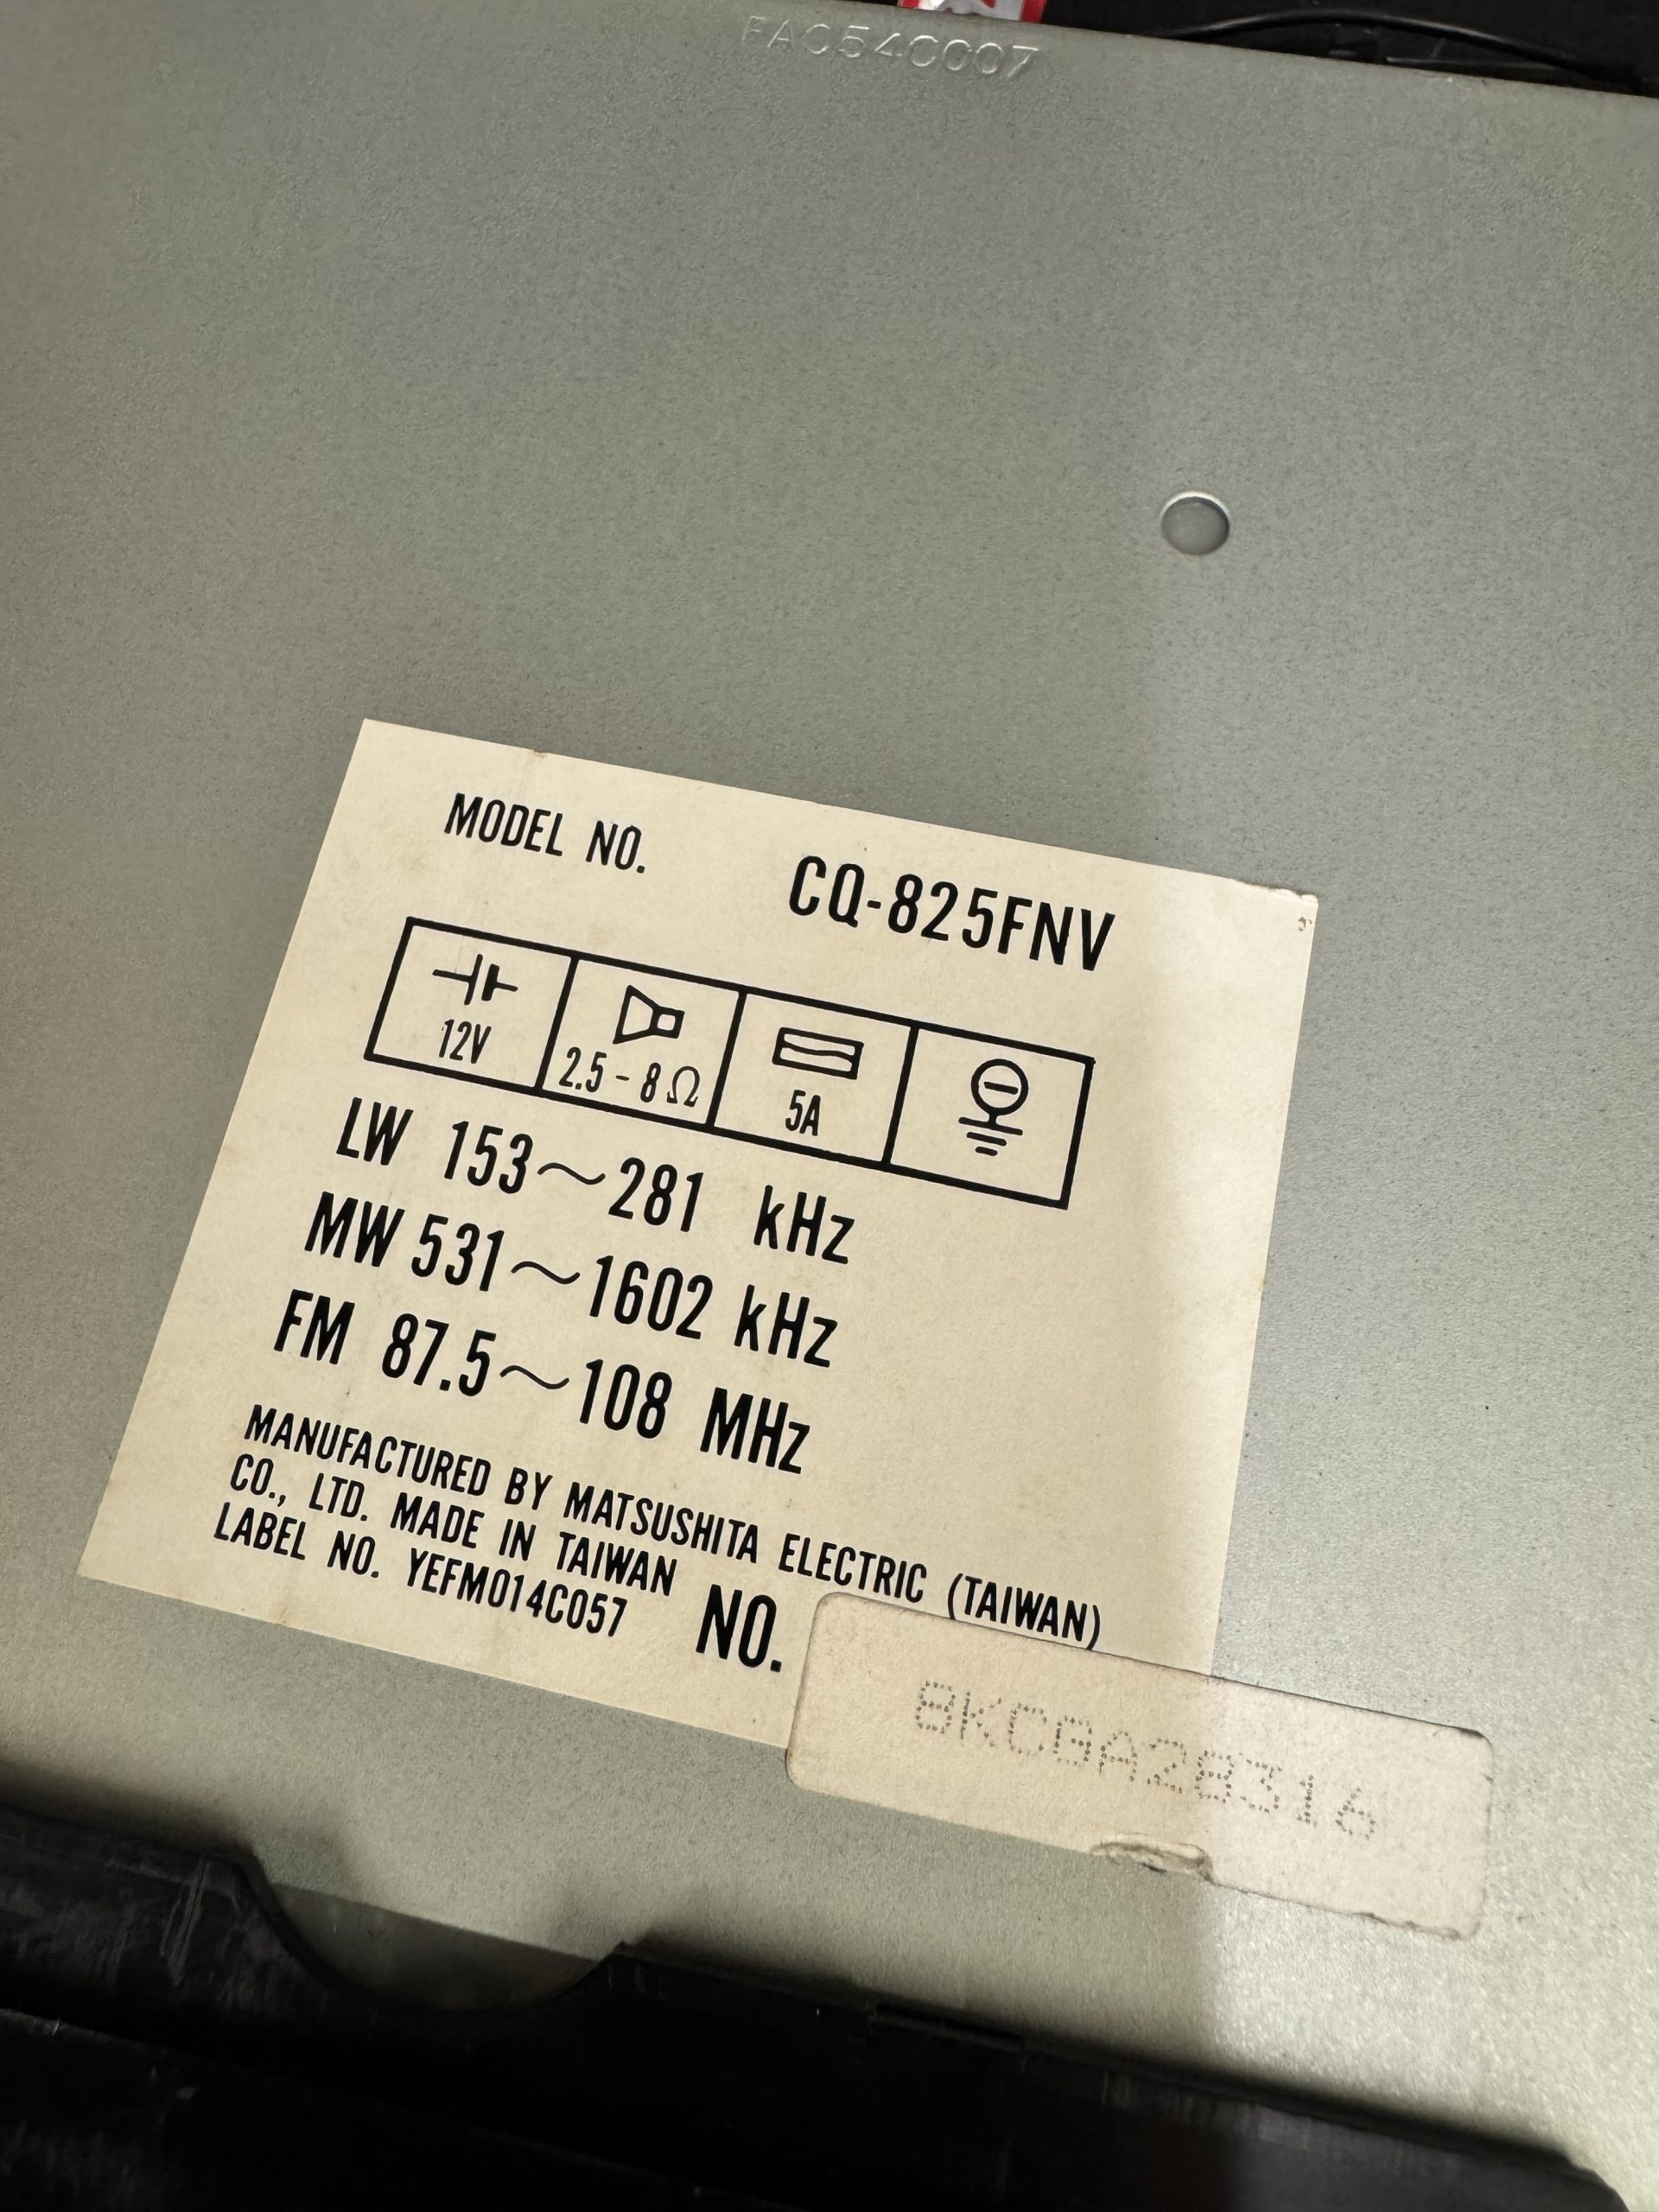 FAC54C007
MODEL NO. CQ-825FNV
12V 2.5 - 8 Ω 5A
LW 153～281 kHz
MW 531～1602 kHz
FM 87.5～108 MHz
MANUFACTURED BY MATSUSHITA ELECTRIC (TAIWAN)
CO., LTD. MADE IN TAIWAN
LABEL NO. YEFM014C057 NO.
8KCBA28316